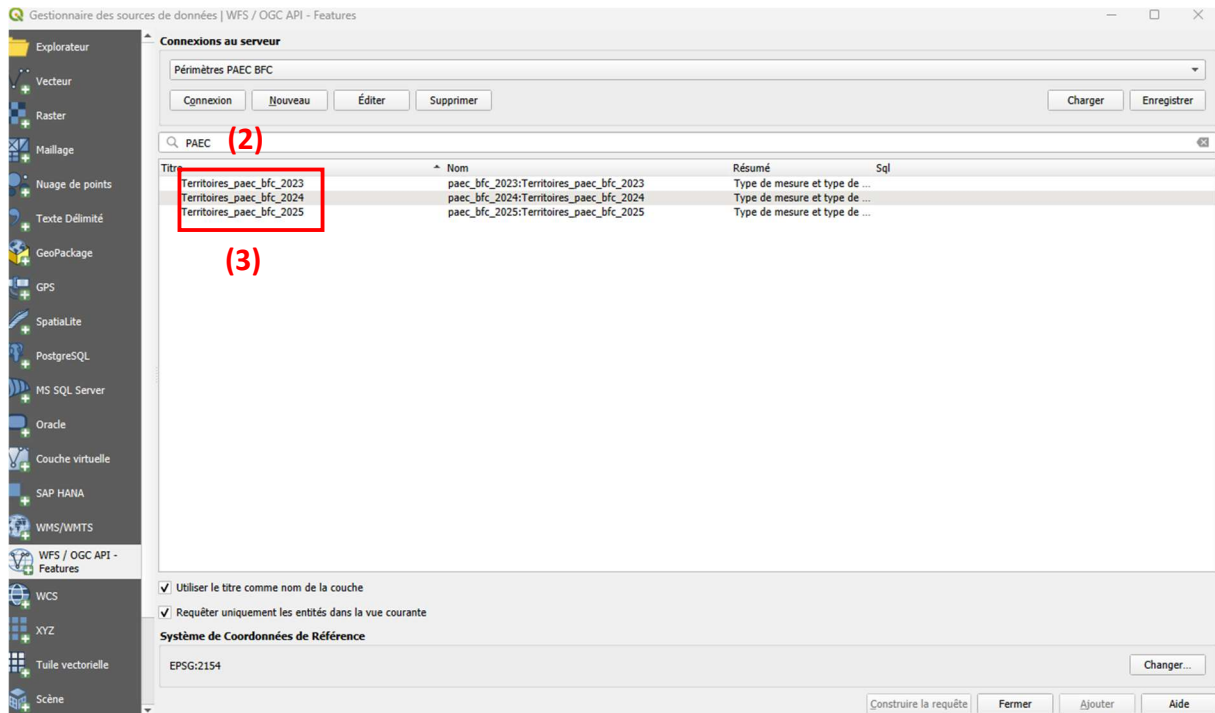 Gestionnaire des sources de données | WFS / OGC API - Features
Explorateur
Vecteur
Raster
Maillage
Nuage de points
Texte Délimité
GeoPackage
GPS
SpatiaLite
PostgreSQL
MS SQL Server
Oracle
Couche virtuelle
SAP HANA
WMS/WMTS
WFS / OGC API -
Features
WCS
XYZ
Tuile vectorielle
Scène
Connexions au serveur
Périmètres PAEC BFC
Connexion Nouveau Éditer Supprimer Charger Enregistrer
PAEC (2)
Titre Nom Résumé Sql
Territoires_paec_bfc_2023 paec_bfc_2023:Territoires_paec_bfc_2023 Type de mesure et type de ...
Territoires_paec_bfc_2024 paec_bfc_2024:Territoires_paec_bfc_2024 Type de mesure et type de ...
Territoires_paec_bfc_2025 paec_bfc_2025:Territoires_paec_bfc_2025 Type de mesure et type de ...
(3)
Utiliser le titre comme nom de la couche
Requêter uniquement les entités dans la vue courante
Système de Coordonnées de Référence
EPSG:2154 Changer...
Construire la requête Fermer Ajouter Aide